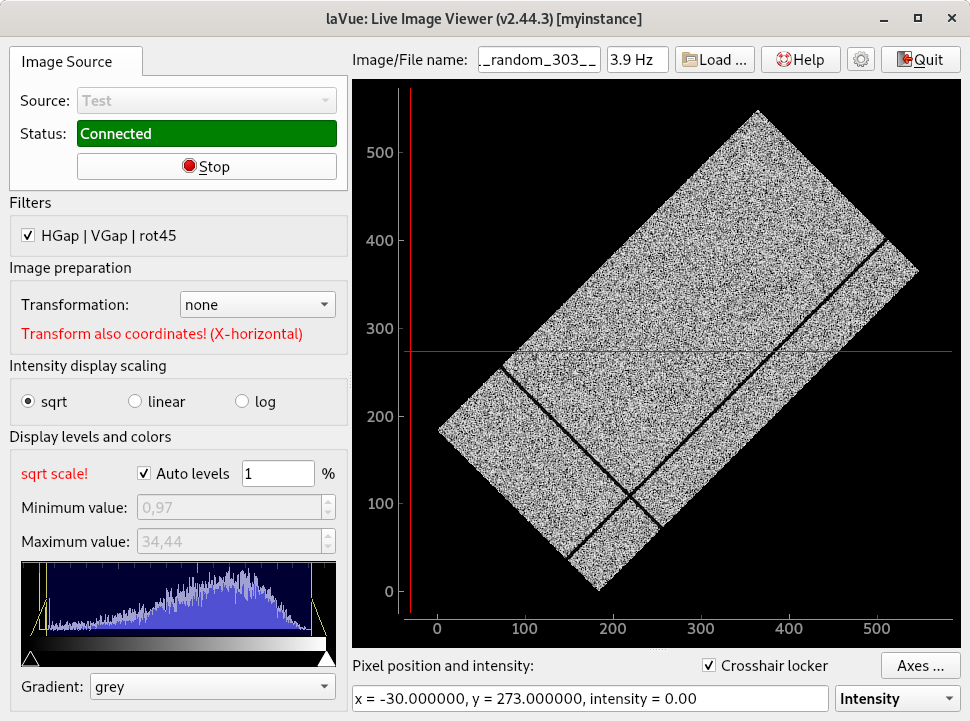 laVue: Live Image Viewer (v2.44.3) [myinstance]
Image Source
Image/File name: .__random_303__ 3.9 Hz Load ... Help Quit
Source: Test
Status: Connected
Stop
Filters
HGap | VGap | rot45
Image preparation
Transformation: none
Transform also coordinates! (X-horizontal)
Intensity display scaling
sqrt linear log
Display levels and colors
sqrt scale! Auto levels 1 %
Minimum value: 0,97
Maximum value: 34,44
Gradient: grey
500
400
300
200
100
0
0 100 200 300 400 500
Pixel position and intensity: Crosshair locker Axes ...
x = -30.000000, y = 273.000000, intensity = 0.00 Intensity